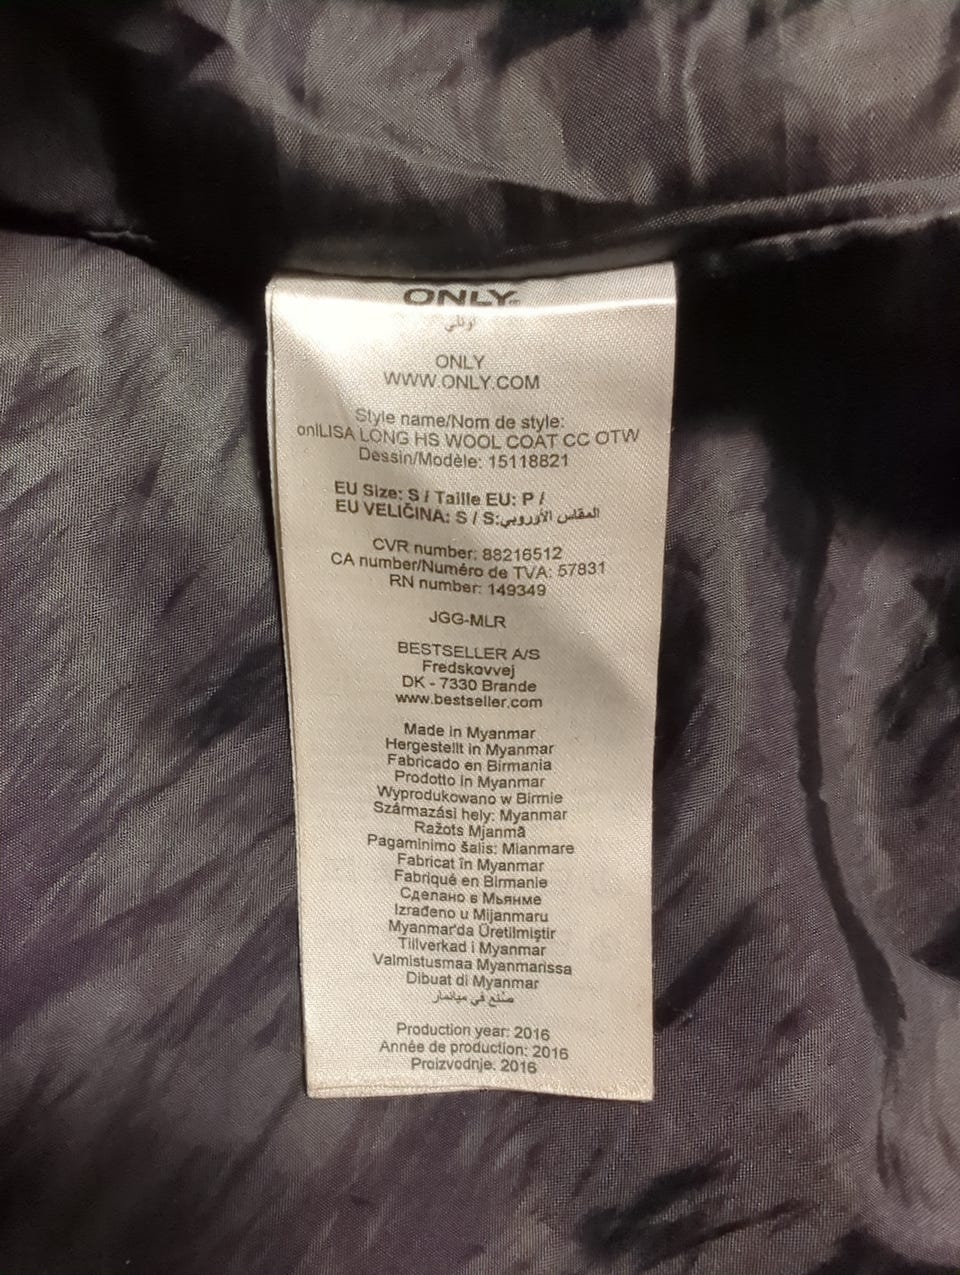 ONLY
اونلي
ONLY
WWW.ONLY.COM
Style name/Nom de style:
onlLISA LONG HS WOOL COAT CC OTW
Dessin/Modèle: 15118821
EU Size: S / Taille EU: P /
EU VELIČINA: S / S:المقاس الأوروبي
CVR number: 88216512
CA number/Numéro de TVA: 57831
RN number: 149349
JGG-MLR
BESTSELLER A/S
Fredskovvej
DK - 7330 Brande
www.bestseller.com
Made in Myanmar
Hergestellt in Myanmar
Fabricado en Birmania
Prodotto in Myanmar
Wyprodukowano w Birmie
Származási hely: Myanmar
Ražots Mjanmā
Pagaminimo šalis: Mianmare
Fabricat în Myanmar
Fabriqué en Birmanie
Сделано в Мьянме
Izrađeno u Mijanmaru
Myanmar'da Üretilmiştir
Tillverkad i Myanmar
Valmistusmaa Myanmarissa
Dibuat di Myanmar
صنع في ميانمار
Production year: 2016
Année de production: 2016
Proizvodnje: 2016